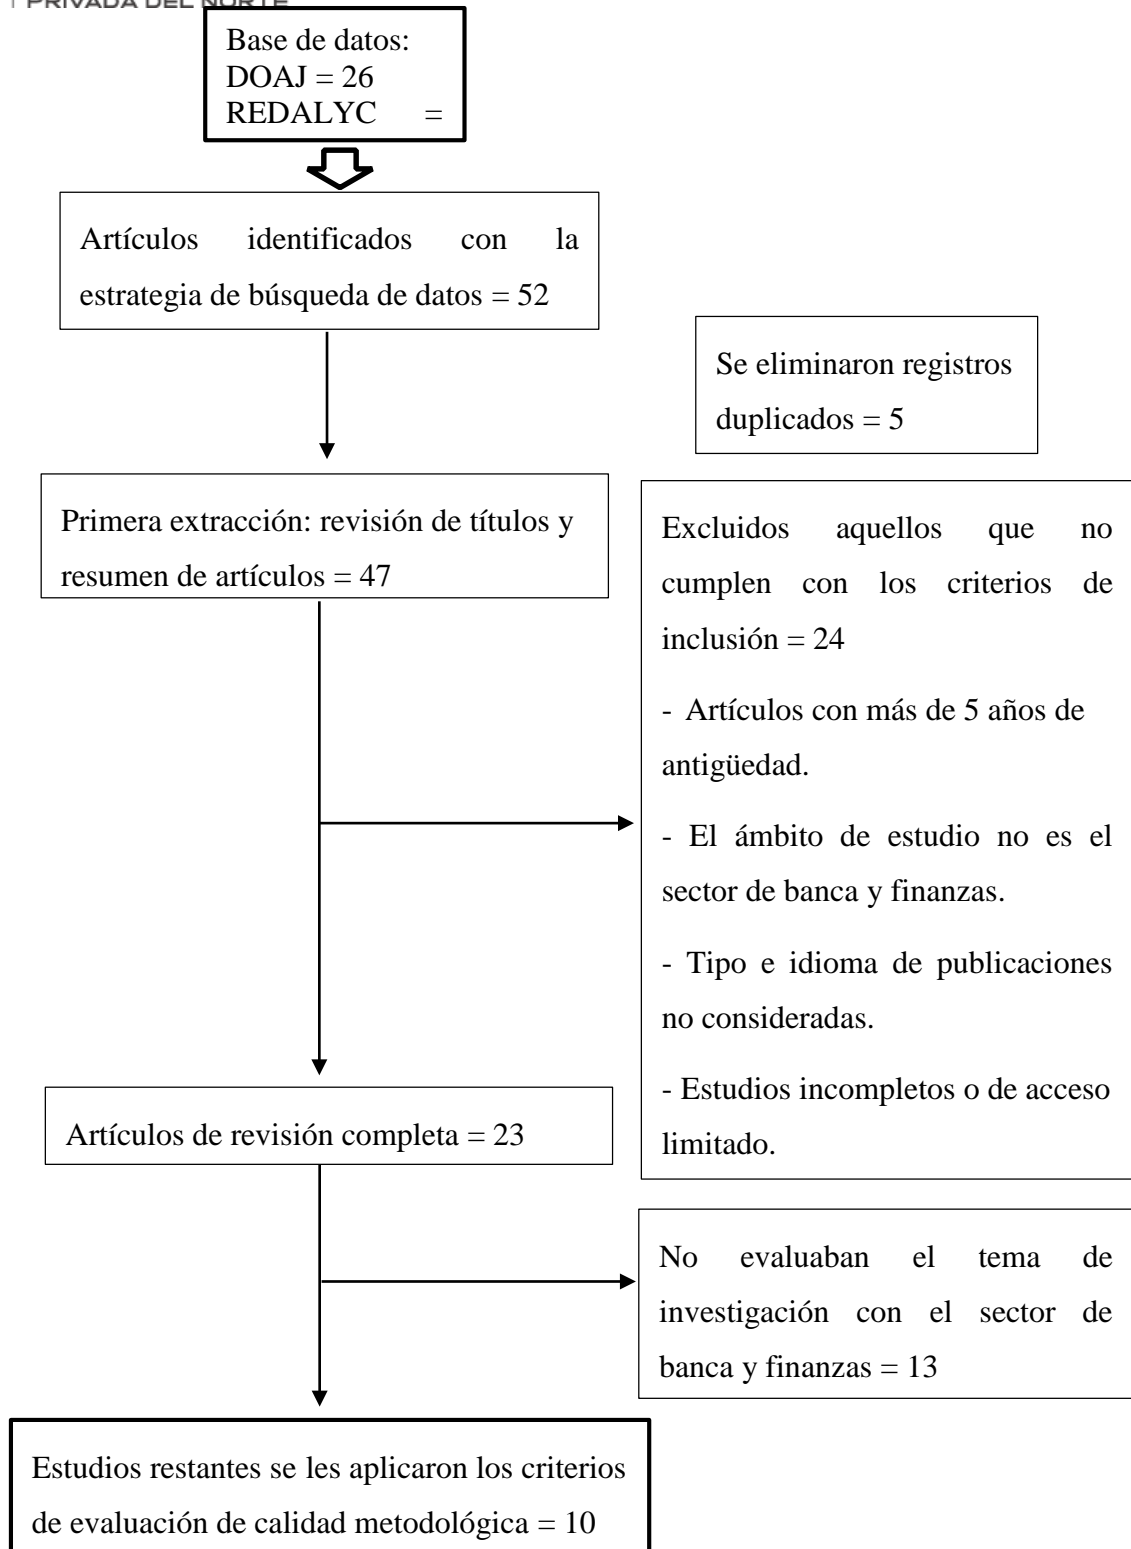 PRIVADA DEL NORTE
Base de datos:
DOAJ = 26
REDALYC =
Artículos identificados con la
estrategia de búsqueda de datos = 52
Se eliminaron registros
duplicados = 5
Primera extracción: revisión de títulos y
resumen de artículos = 47
Excluidos aquellos que no
cumplen con los criterios de
inclusión = 24
- Artículos con más de 5 años de
antigüedad.
- El ámbito de estudio no es el
sector de banca y finanzas.
- Tipo e idioma de publicaciones
no consideradas.
- Estudios incompletos o de acceso
limitado.
Artículos de revisión completa = 23
No evaluaban el tema de
investigación con el sector de
banca y finanzas = 13
Estudios restantes se les aplicaron los criterios
de evaluación de calidad metodológica = 10